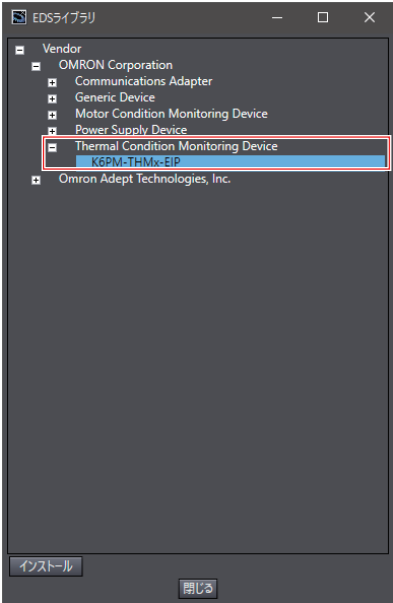 EDSライブラリ
Vendor
OMRON Corporation
Communications Adapter
Generic Device
Motor Condition Monitoring Device
Power Supply Device
Thermal Condition Monitoring Device
K6PM-THMx-EIP
Omron Adept Technologies, Inc.
インストール
閉じる